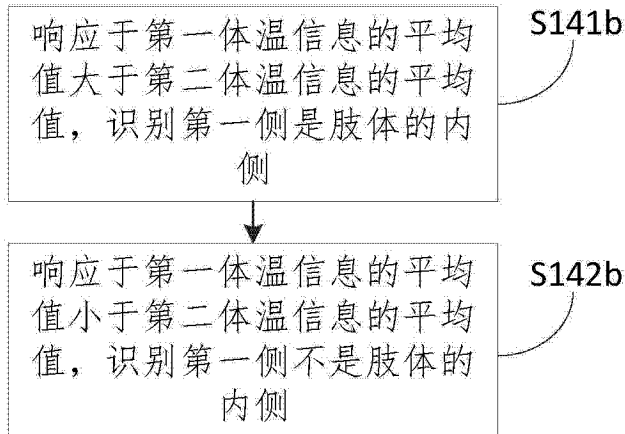 响应于第一体温信息的平均
值大于第二体温信息的平均
值，识别第一侧是肢体的内
侧
S141b
响应于第一体温信息的平均
值小于第二体温信息的平均
值，识别第一侧不是肢体的
内侧
S142b